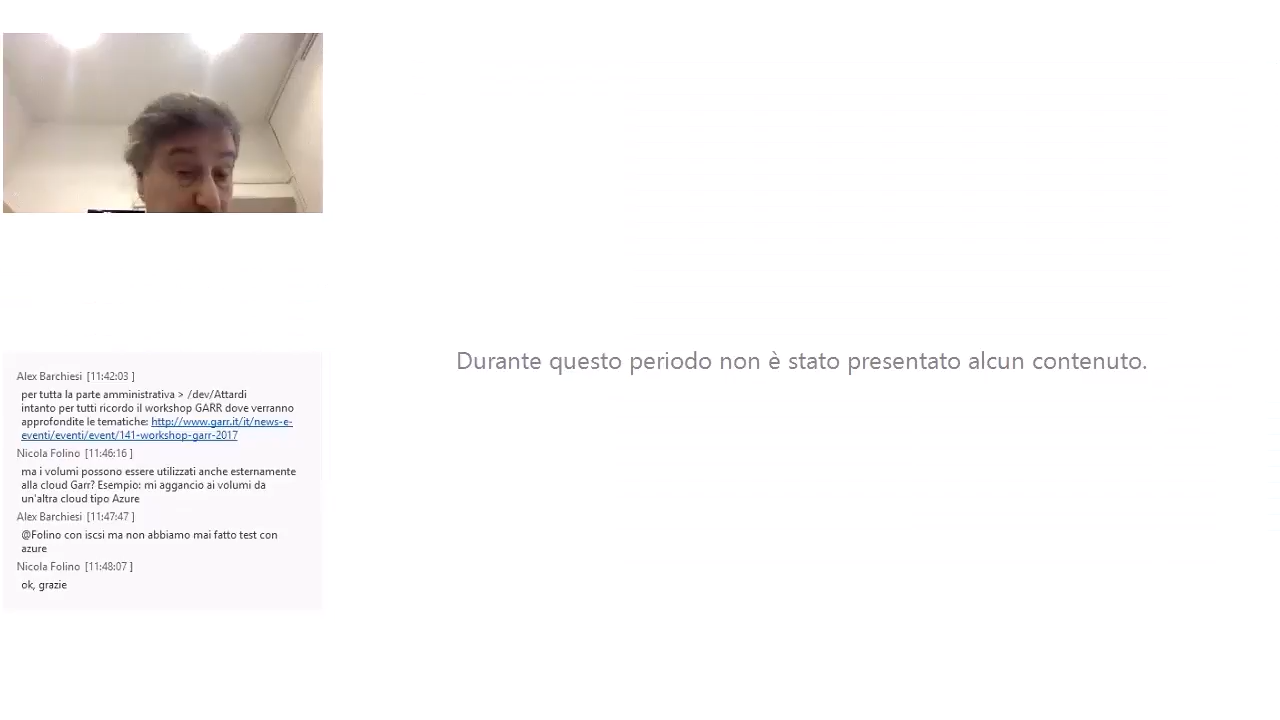 Alex Barchiesi [11:42:03 ]
per tutta la parte amministrativa > /dev/Attardi
intanto per tutti ricordo il workshop GARR dove verranno
approfondite le tematiche: http://www.garr.it/it/news-e-
eventi/eventi/event/141-workshop-garr-2017
Nicola Folino [11:46:16 ]
ma i volumi possono essere utilizzati anche esternamente
alla cloud Garr? Esempio: mi aggancio ai volumi da
un'altra cloud tipo Azure
Alex Barchiesi [11:47:47 ]
@Folino con iscsi ma non abbiamo mai fatto test con
azure
Nicola Folino [11:48:07 ]
ok, grazie
Durante questo periodo non è stato presentato alcun contenuto.